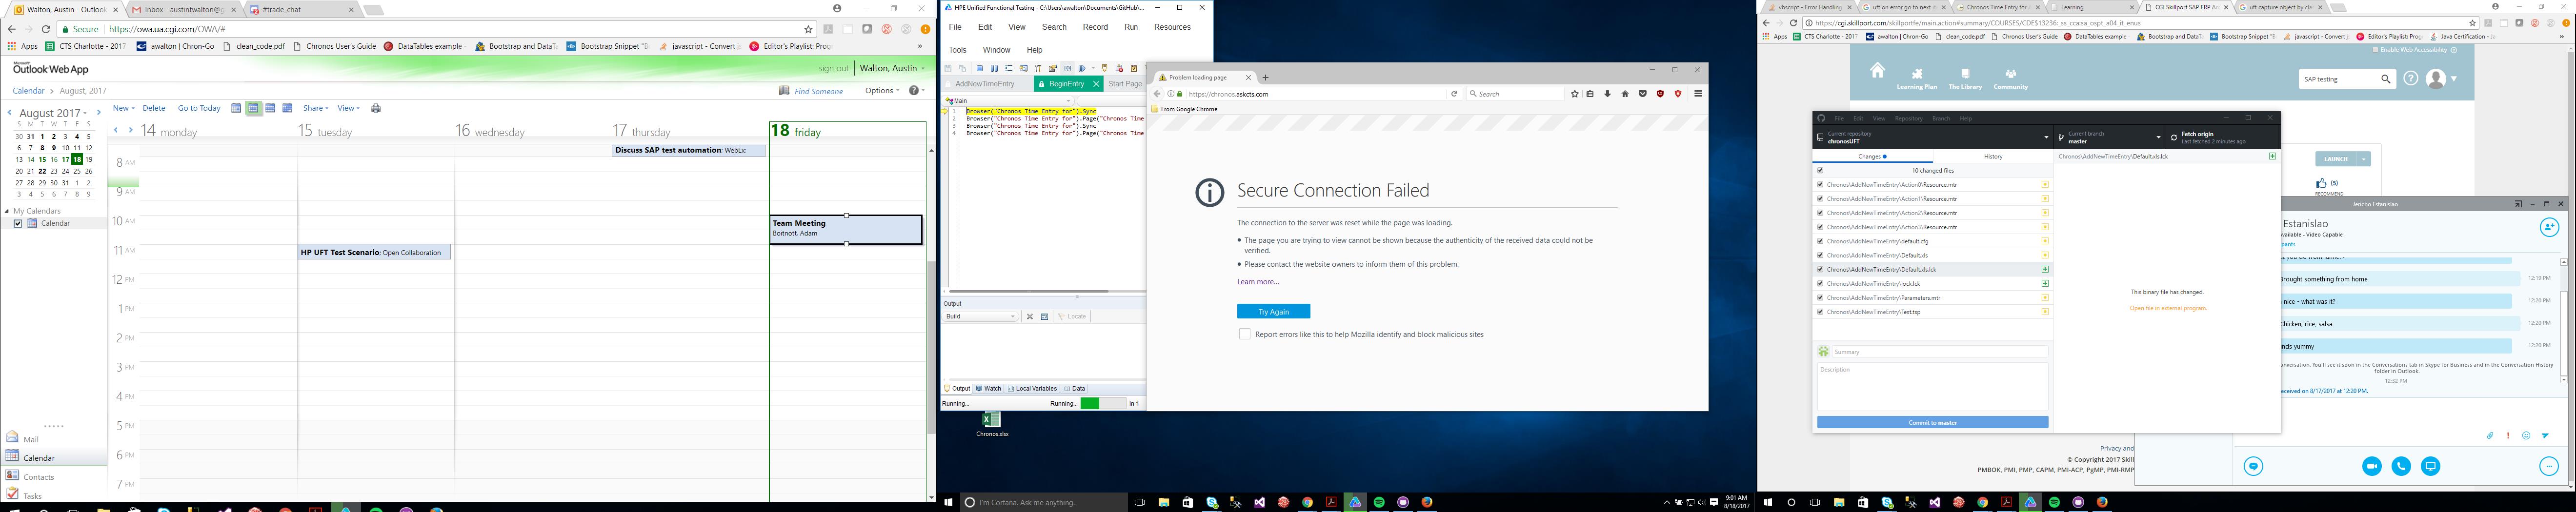 Walton, Austin - Outlook
Inbox - austintwalton@g
#trade_chat
Secure
https://owa.ua.cgi.com/OWA/#
Apps
CTS Charlotte - 2017
awalton | Chron-Go
clean_code.pdf
Chronos User's Guide
DataTables example
Bootstrap and DataTa
Bootstrap Snippet "B
javascript - Convert j
Editor's Playlist: Prog
Outlook Web App
sign out
Walton, Austin
Calendar > August, 2017
Find Someone
Options
August 2017
S M T W T F S
30 31 1 2 3 4 5
6 7 8 9 10 11 12
13 14 15 16 17 18 19
20 21 22 23 24 25 26
27 28 29 30 31 1 2
3 4 5 6 7 8 9
My Calendars
Calendar
Mail
Calendar
Contacts
Tasks
New
Delete
Go to Today
Share
View
14 monday
15 tuesday
16 wednesday
17 thursday
18 friday
8 AM
9 AM
10 AM
11 AM
12 PM
1 PM
2 PM
3 PM
4 PM
5 PM
6 PM
7 PM
Discuss SAP test automation; WebEx
Team Meeting
Boitnott, Adam
HP UFT Test Scenario; Open Collaboration
HPE Unified Functional Testing - C:\Users\awalton\Documents\GitHub\...
File Edit View Search Record Run Resources
Tools Window Help
AddNewTimeEntry
BeginEntry
Start Page
Main
1 Browser("Chronos Time Entry for").Sync
2 Browser("Chronos Time Entry for").Page("Chronos Time
3 Browser("Chronos Time Entry for").Sync
4 Browser("Chronos Time Entry for").Page("Chronos Time
Output
Build
Locate
Output
Watch
Local Variables
Data
Running...
Running...
ln 1
Chronos.xlsx
Problem loading page
https://chronos.askcts.com
Search
From Google Chrome
Secure Connection Failed
The connection to the server was reset while the page was loading.
The page you are trying to view cannot be shown because the authenticity of the received data could not be
verified.
Please contact the website owners to inform them of this problem.
Learn more...
Try Again
Report errors like this to help Mozilla identify and block malicious sites
I'm Cortana. Ask me anything.
9:01 AM
8/18/2017
vbscript - Error Handling
uft on error go to next b
Chronos Time Entry for A
Learning
CGI Skillport SAP ERP An
uft capture object by cla
https://cgi.skillport.com/skillportfe/main.action#summary/COURSES/CDE$13236:_ss_cca:sa_ospt_a04_it_enus
Apps
CTS Charlotte - 2017
awalton | Chron-Go
clean_code.pdf
Chronos User's Guide
DataTables example
Bootstrap and DataTa
Bootstrap Snippet "B
javascript - Convert j
Editor's Playlist: Prog
Java Certification - Ja
Enable Web Accessibility
Learning Plan
The Library
Community
SAP testing
LAUNCH
(5)
RECOMMEND
File Edit View Repository Branch Help
Current repository
chronosUFT
Current branch
master
Fetch origin
Last fetched 2 minutes ago
Changes
History
Chronos\AddNewTimeEntry\Default.xls.lck
10 changed files
Chronos\AddNewTimeEntry\Action0\Resource.mtr
Chronos\AddNewTimeEntry\Action1\Resource.mtr
Chronos\AddNewTimeEntry\Action2\Resource.mtr
Chronos\AddNewTimeEntry\Action3\Resource.mtr
Chronos\AddNewTimeEntry\default.cfg
Chronos\AddNewTimeEntry\Default.xls
Chronos\AddNewTimeEntry\Default.xls.lck
Chronos\AddNewTimeEntry\lock.lck
Chronos\AddNewTimeEntry\Parameters.mtr
Chronos\AddNewTimeEntry\Test.tsp
This binary file has changed.
Open file in external program.
Summary
Description
Commit to master
Jericho Estanislao
Estanislao
vailable - Video Capable
pants
Brought something from home
12:19 PM
nice - what was it?
12:20 PM
Chicken, rice, salsa
12:20 PM
nds yummy
12:20 PM
onversation. You'll see it soon in the Conversations tab in Skype for Business and in the Conversation History
folder in Outlook.
12:32 PM
eceived on 8/17/2017 at 12:20 PM.
Privacy and
© Copyright 2017 Skill
PMBOK, PMI, PMP, CAPM, PMI-ACP, PgMP, PMI-RMP